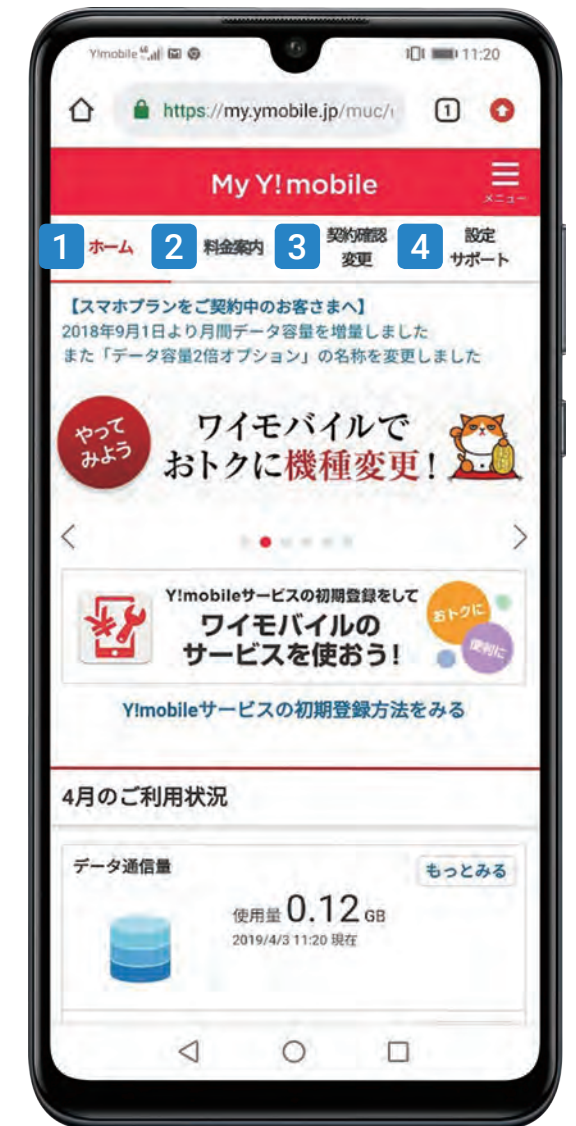 Y!mobile 11:20
https://my.ymobile.jp/muc/ 1
My Y!mobile
メニュー
1 ホーム 2 料金案内 3 契約確認 変更 4 設定 サポート
【スマホプランをご契約中のお客さまへ】
2018年9月1日より月間データ容量を増量しました
また「データ容量2倍オプション」の名称を変更しました
やって
みよう
ワイモバイルで
おトクに機種変更!
Y!mobileサービスの初期登録をして
ワイモバイルの
サービスを使おう!
おトクに
便利に
Y!mobileサービスの初期登録方法をみる
4月のご利用状況
データ通信量
もっとみる
使用量 0.12 GB
2019/4/3 11:20 現在